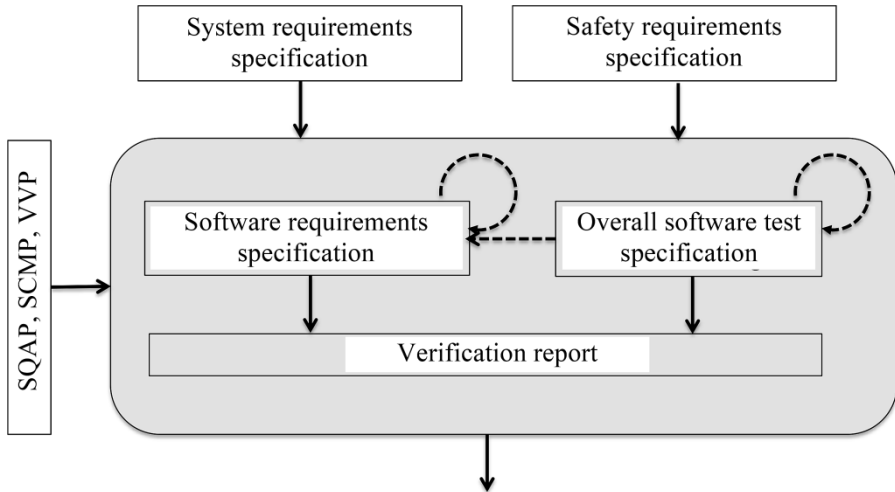 System requirements
specification
Safety requirements
specification
SQAP, SCMP, VVP
Software requirements
specification
Overall software test
specification
Verification report